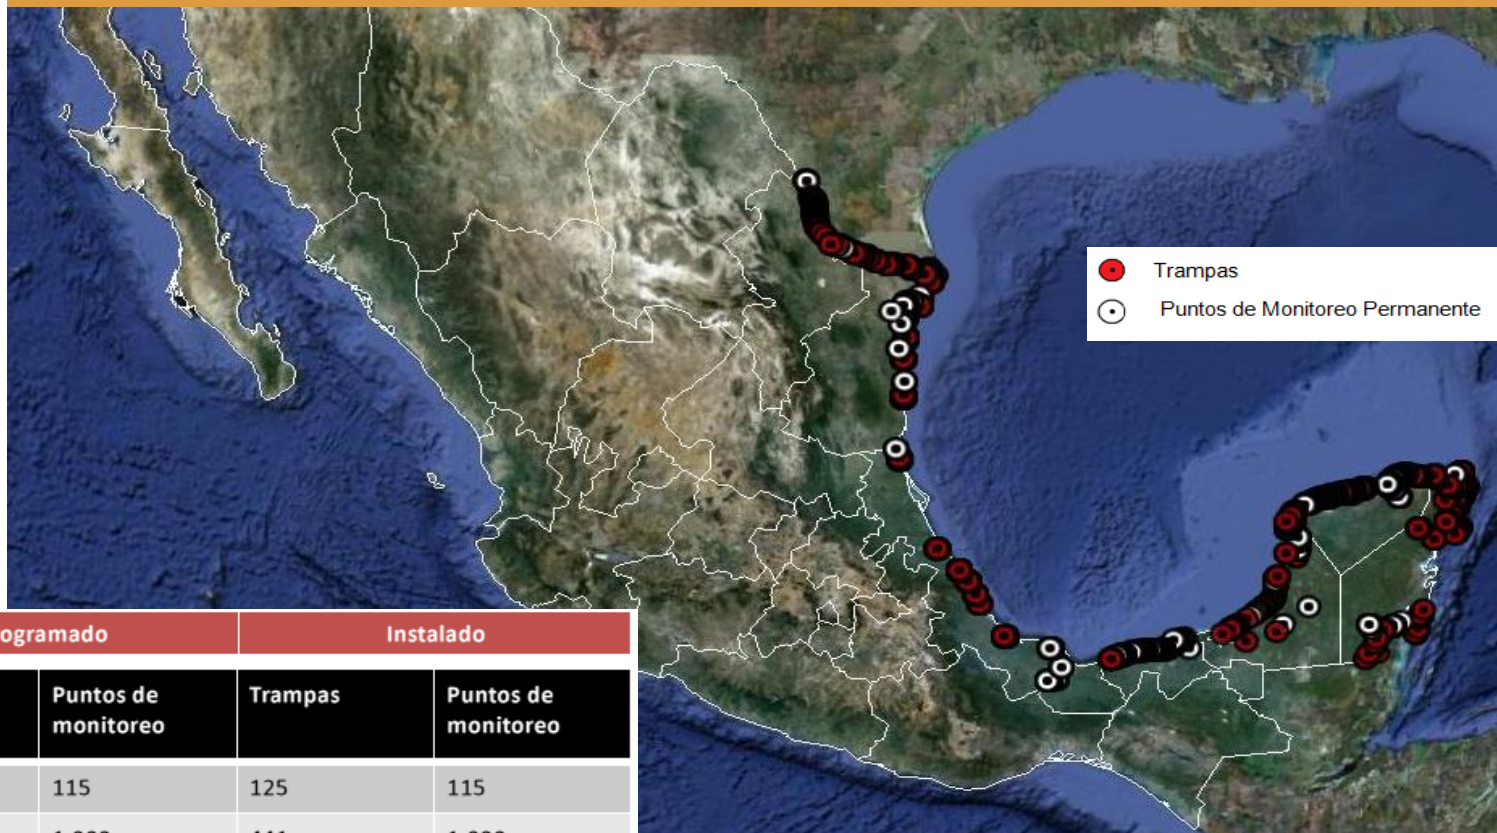 Trampas
Puntos de Monitoreo Permanente
ogramado Instalado
Puntos de monitoreo Trampas Puntos de monitoreo
115 125 115